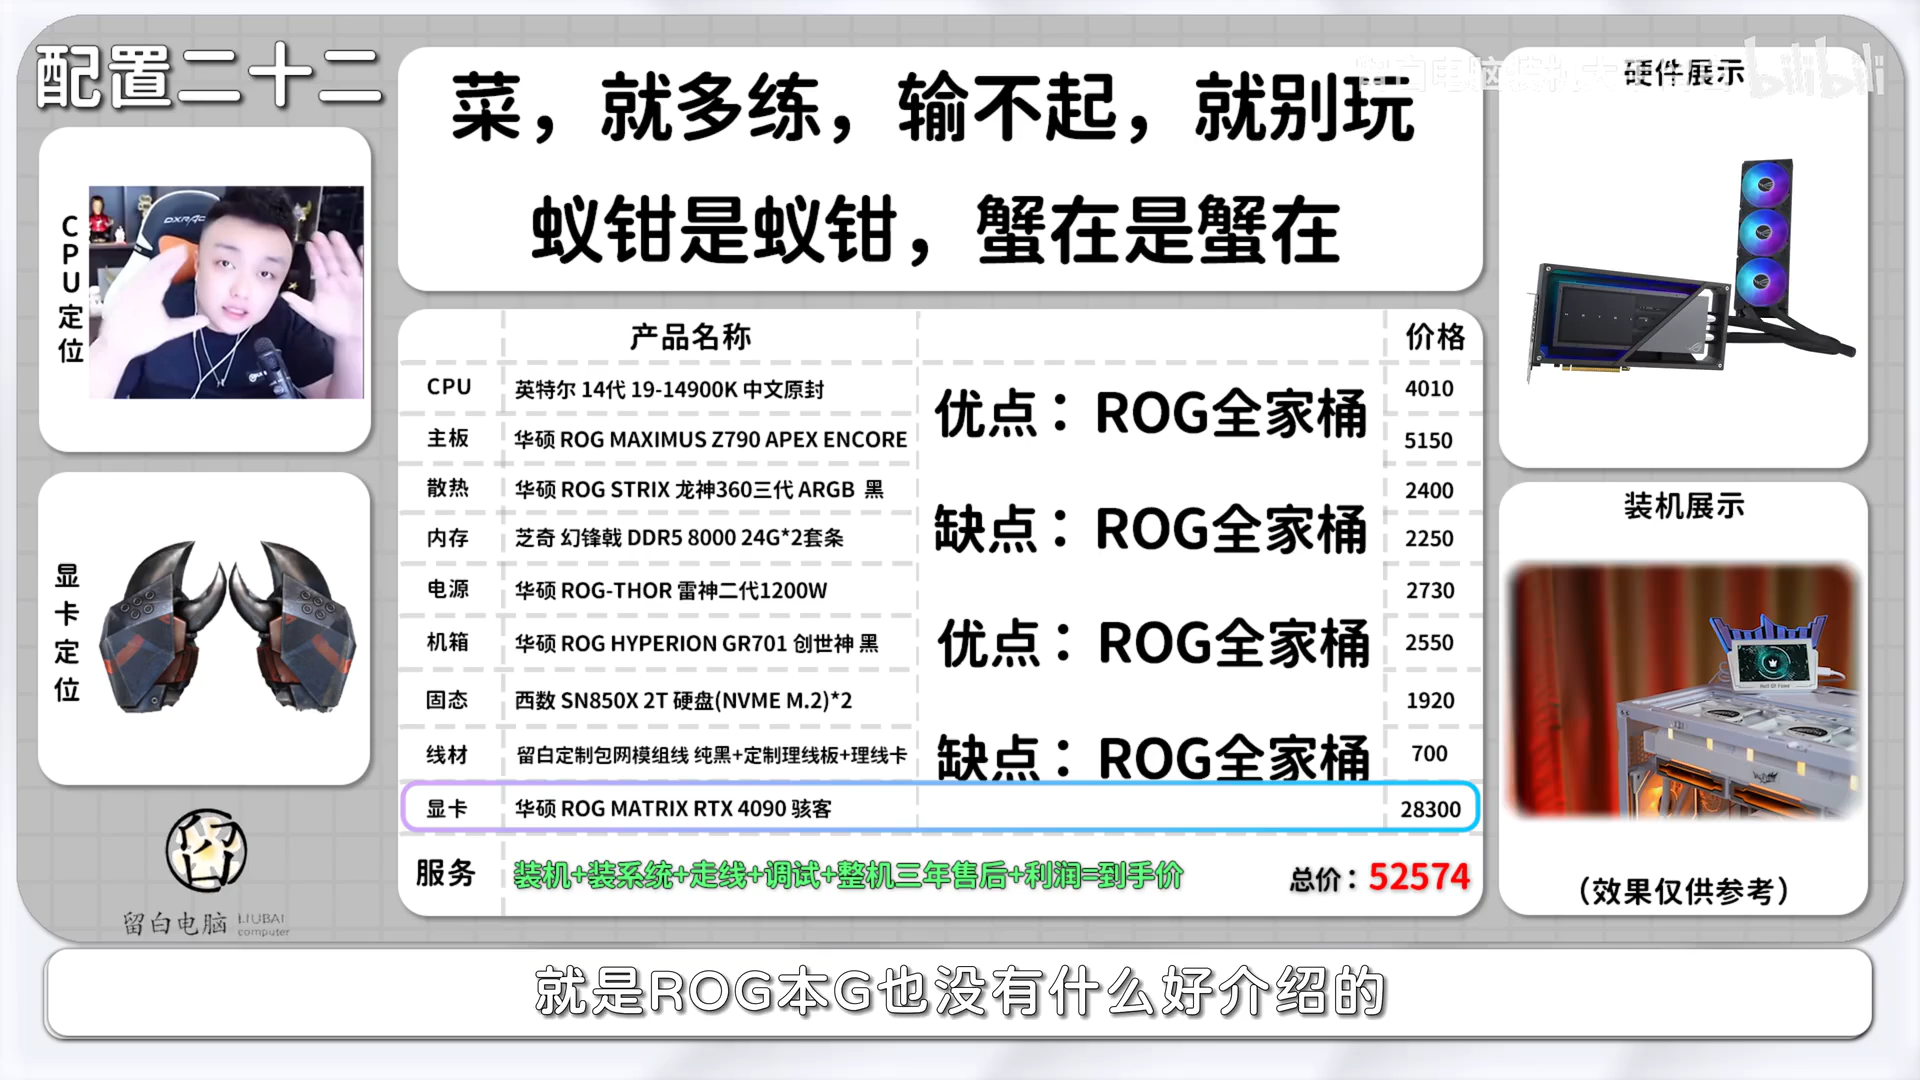 配置二十二
菜，就多练，输不起，就别玩
蚁钳是蚁钳，蟹在是蟹在
CPU定位
DXRAC
显卡定位
留白
留白电脑 LIUBAI computer
产品名称 价格
CPU 英特尔 14代 19-14900K 中文原封 4010
主板 华硕 ROG MAXIMUS Z790 APEX ENCORE 5150
散热 华硕 ROG STRIX 龙神360三代 ARGB 黑 2400
内存 芝奇 幻锋戟 DDR5 8000 24G*2套条 2250
电源 华硕 ROG-THOR 雷神二代1200W 2730
机箱 华硕 ROG HYPERION GR701 创世神 黑 2550
固态 西数 SN850X 2T 硬盘(NVME M.2)*2 1920
线材 留白定制包网模组线 纯黑+定制理线板+理线卡 700
显卡 华硕 ROG MATRIX RTX 4090 骇客 28300
优点：ROG全家桶
缺点：ROG全家桶
优点：ROG全家桶
缺点：ROG全家桶
服务 装机+装系统+走线+调试+整机三年售后+利润=到手价 总价：52574
硬件展示
bilibili
装机展示
（效果仅供参考）
就是ROG本G也没有什么好介绍的